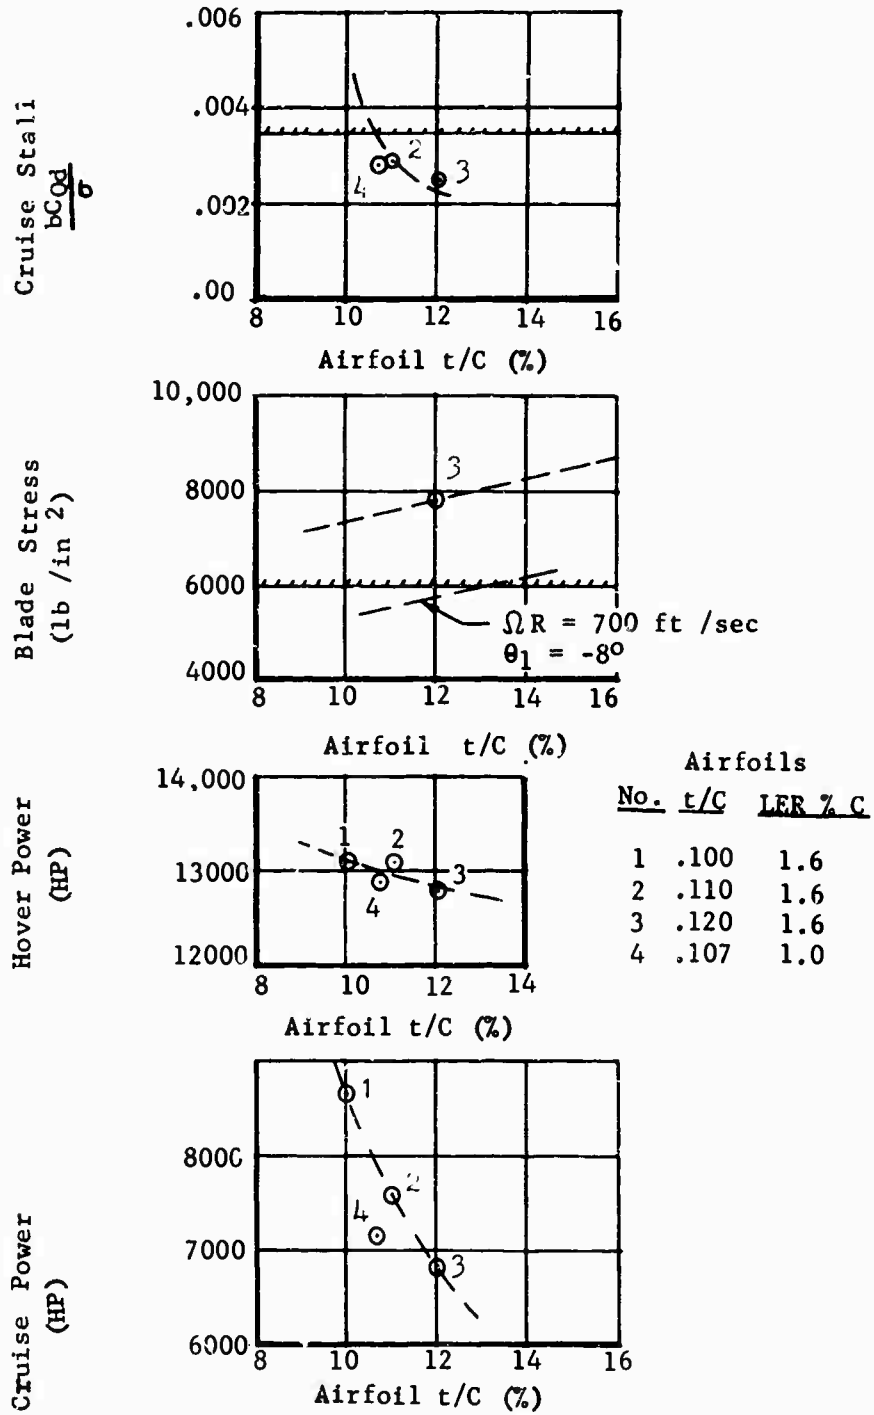 Cruise Stall
bCQd
σ
.006
.004
.002
.00
2
3
4
8 10 12 14 16
Airfoil t/C (%)
Blade Stress
(lb /in 2)
10,000
8000
6000
4000
3
ΩR = 700 ft /sec
θ1 = -8º
8 10 12 14 16
Airfoil t/C (%)
Hover Power
(HP)
14,000
13000
12000
1 2
3
4
8 10 12 14
Airfoil t/C (%)
Airfoils
No. t/C LER % C
1 .100 1.6
2 .110 1.6
3 .120 1.6
4 .107 1.0
Cruise Power
(HP)
8000
7000
6000
1
2
4
3
8 10 12 14 16
Airfoil t/C (%)